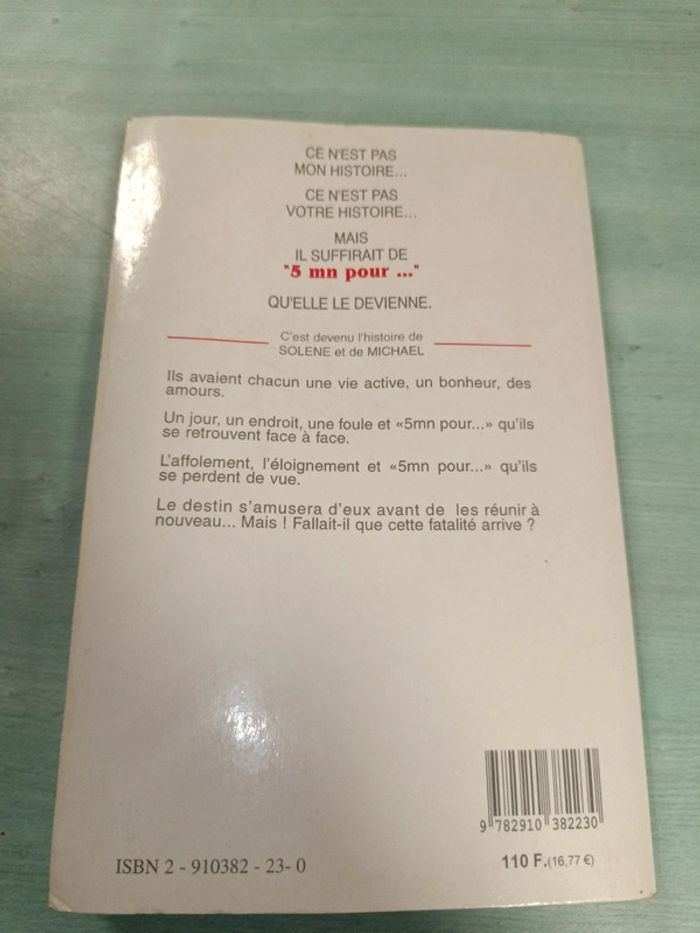 CE N'EST PAS
MON HISTOIRE...
CE N'EST PAS
VOTRE HISTOIRE...
MAIS
IL SUFFIRAIT DE
"5 mn pour ..."
QU'ELLE LE DEVIENNE.
C'est devenu l'histoire de
SOLENE et de MICHAEL
Ils avaient chacun une vie active, un bonheur, des
amours.
Un jour, un endroit, une foule et «5mn pour...» qu'ils
se retrouvent face à face.
L'affolement, l'éloignement et «5mn pour...» qu'ils
se perdent de vue.
Le destin s'amusera d'eux avant de les réunir à
nouveau... Mais ! Fallait-il que cette fatalité arrive ?
9 782910 382230
ISBN 2 - 910382 - 23- 0
110 F.(16,77 €)